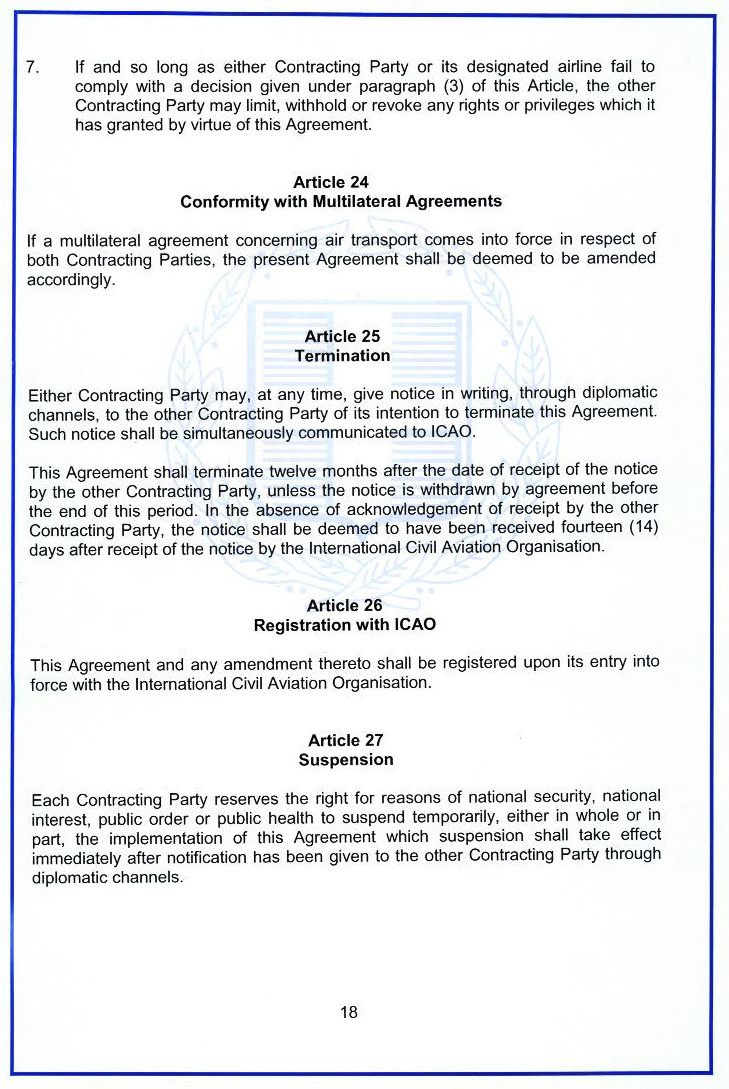 7. If and so long as either Contracting Party or its designated airline fail to
comply with a decision given under paragraph (3) of this Article, the other
Contracting Party may limit, withhold or revoke any rights or privileges which it
has granted by virtue of this Agreement.
Article 24
Conformity with Multilateral Agreements
If a multilateral agreement concerning air transport comes into force in respect of
both Contracting Parties, the present Agreement shall be deemed to be amended
accordingly.
Article 25
Termination
Either Contracting Party may, at any time, give notice in writing, through diplomatic
channels, to the other Contracting Party of its intention to terminate this Agreement.
Such notice shall be simultaneously communicated to ICAO.
This Agreement shall terminate twelve months after the date of receipt of the notice
by the other Contracting Party, unless the notice is withdrawn by agreement before
the end of this period. In the absence of acknowledgement of receipt by the other
Contracting Party, the notice shall be deemed to have been received fourteen (14)
days after receipt of the notice by the International Civil Aviation Organisation.
Article 26
Registration with ICAO
This Agreement and any amendment thereto shall be registered upon its entry into
force with the International Civil Aviation Organisation.
Article 27
Suspension
Each Contracting Party reserves the right for reasons of national security, national
interest, public order or public health to suspend temporarily, either in whole or in
part, the implementation of this Agreement which suspension shall take effect
immediately after notification has been given to the other Contracting Party through
diplomatic channels.
18